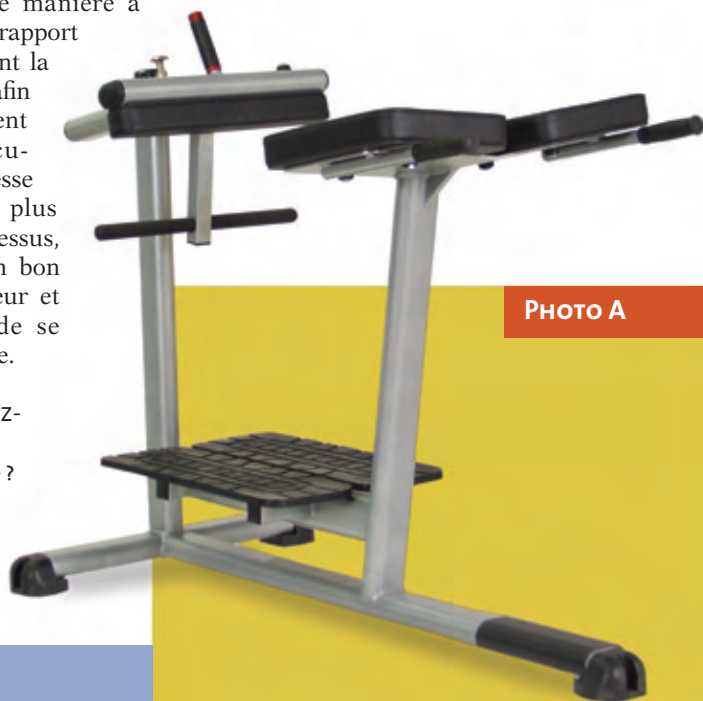 e manière à
rapport
nt la
afin
ent
cu-
esse
plus
essus,
n bon
eur et
de se
e.
z-
?
PHOTO A